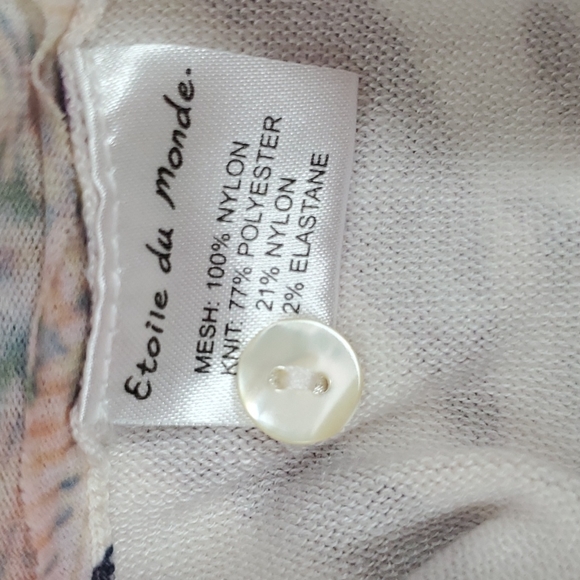 Etoile du Monde.
MESH: 100% NYLON
KNIT: 77% POLYESTER
21% NYLON
2% ELASTANE